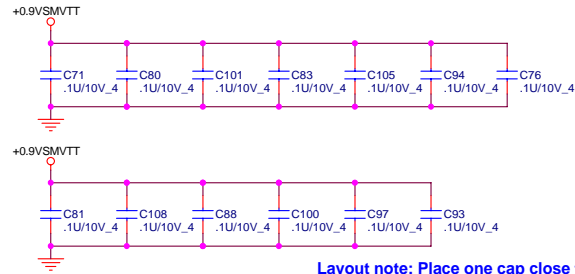 +0.9VSMVTT
C71 C80 C101 C83 C105 C94 C76
.1U/10V_4 .1U/10V_4 .1U/10V_4 .1U/10V_4 .1U/10V_4 .1U/10V_4 .1U/10V_4
+0.9VSMVTT
C81 C108 C88 C100 C97 C93
.1U/10V_4 .1U/10V_4 .1U/10V_4 .1U/10V_4 .1U/10V_4 .1U/10V_4
Layout note: Place one cap close